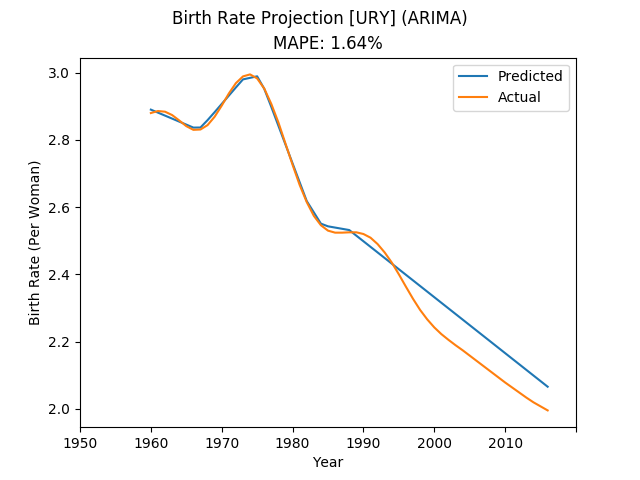 Birth Rate Projection [URY] (ARIMA)
MAPE: 1.64%
Predicted
Actual
Birth Rate (Per Woman)
3.0
2.8
2.6
2.4
2.2
2.0
1950 1960 1970 1980 1990 2000 2010
Year